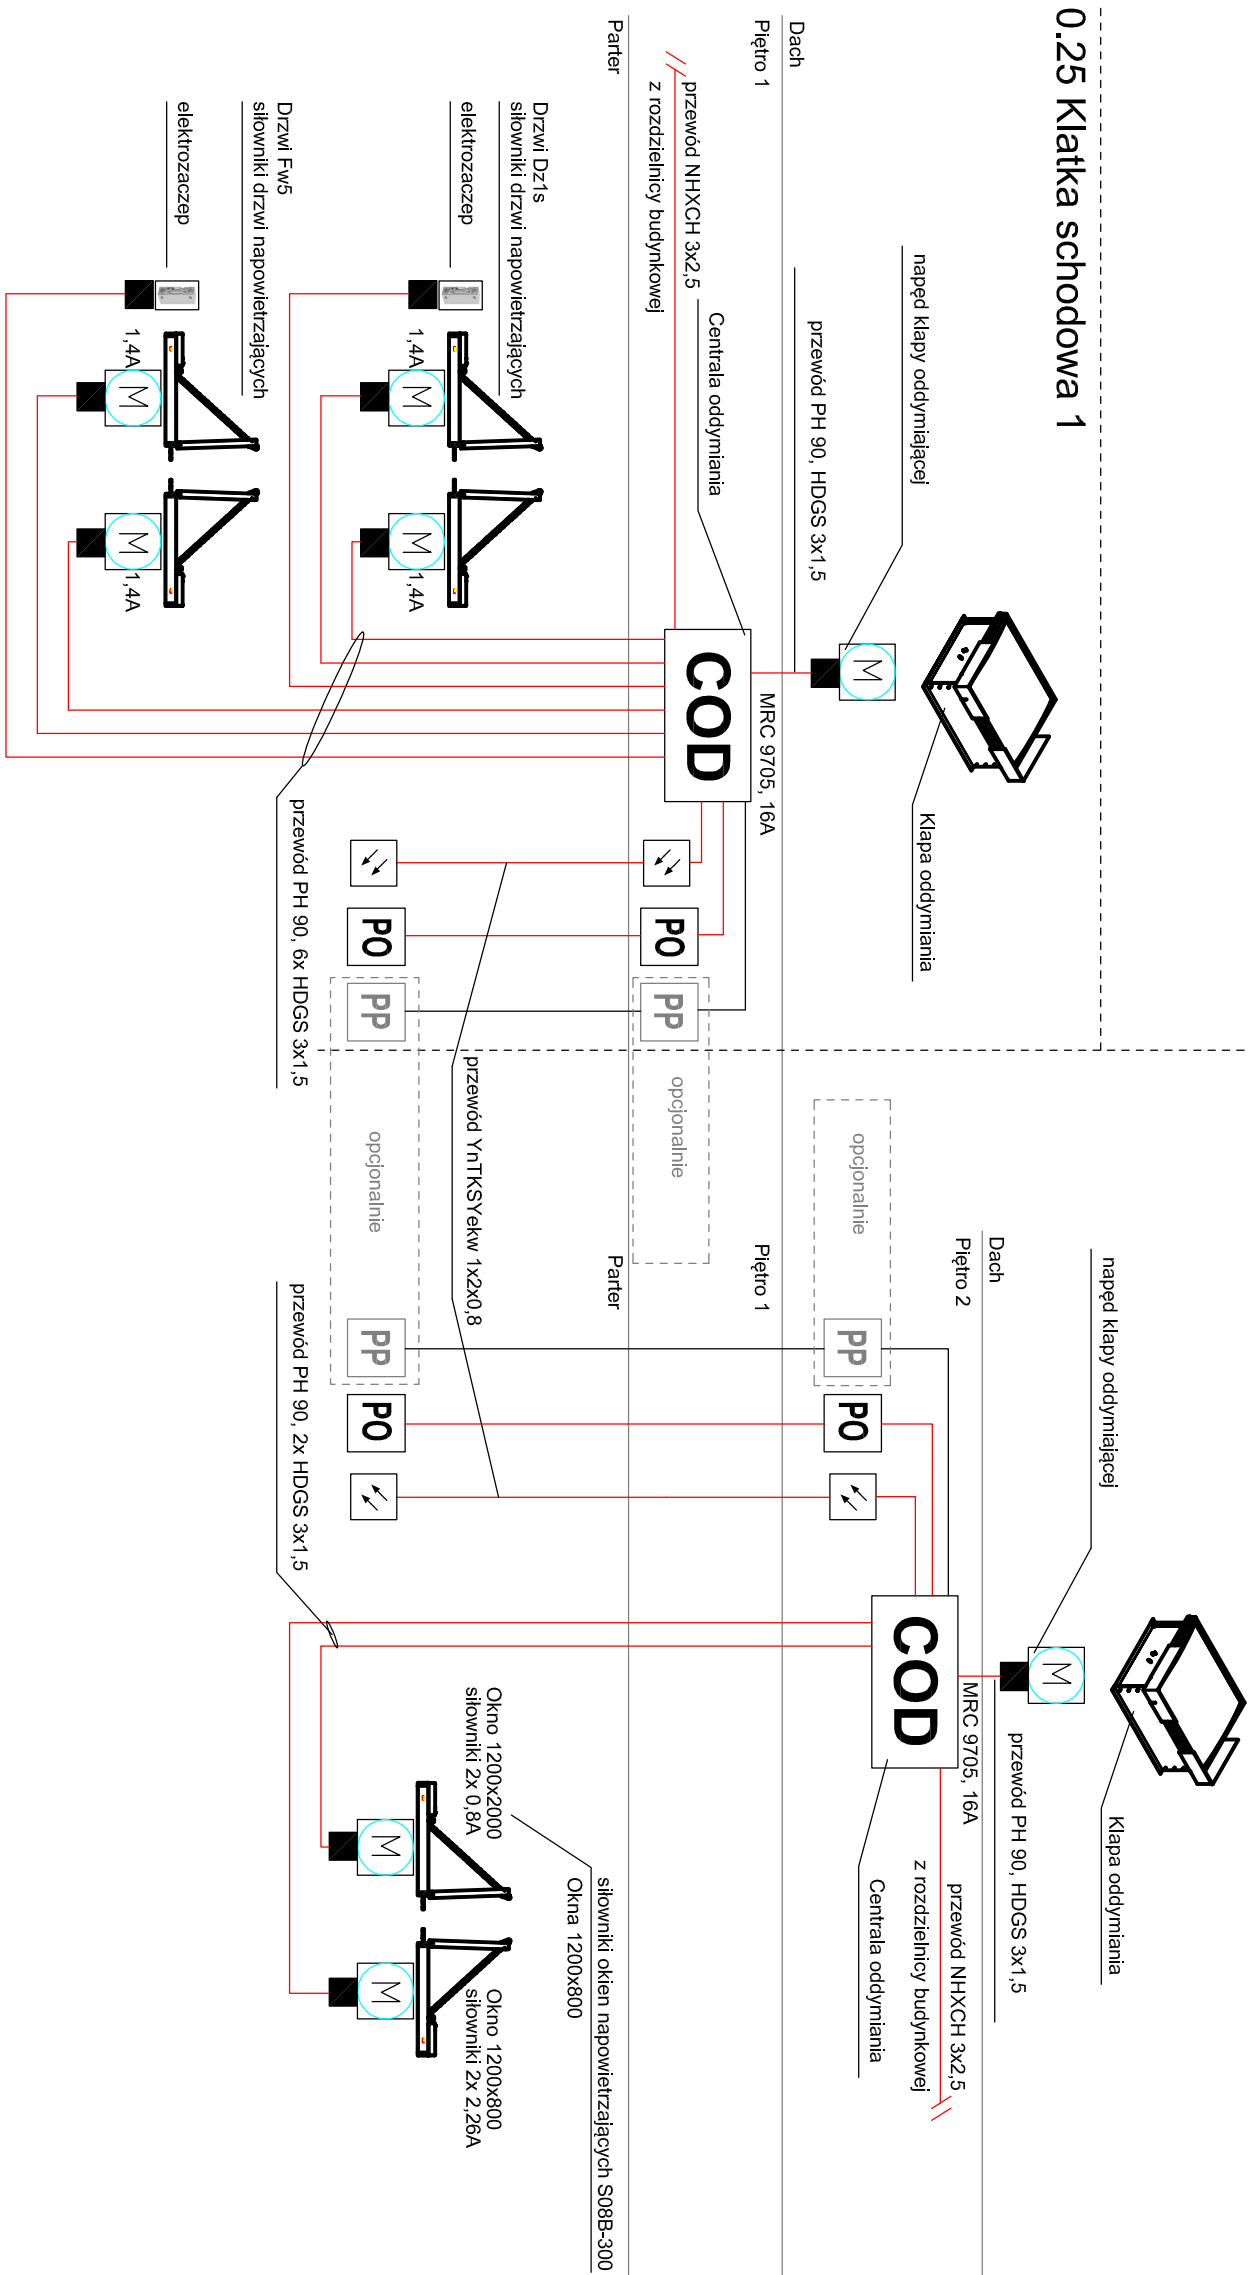 0.25 Klatka schodowa 1
napęd klapy oddymiającej
Klapa oddymiania
przewód PH 90, HDGS 3x1,5
M
Dach
Piętro 1
Centrala oddymiania
MRC 9705, 16A
przewód NHXCH 3x2,5
z rozdzielnicy budynkowej
COD
Parter
PO
PP
opcjonalnie
Drzwi Dz1s
siłowniki drzwi napowietrzających
elektrozaczep
1,4A
M
M
1,4A
PO
PP
opcjonalnie
Drzwi Fw5
siłowniki drzwi napowietrzających
elektrozaczep
1,4A
M
M
1,4A
przewód PH 90, 6x HDGS 3x1,5
przewód YnTKSYekw 1x2x0,8
napęd klapy oddymiającej
Klapa oddymiania
M
przewód PH 90, HDGS 3x1,5
Dach
Piętro 2
MRC 9705, 16A
przewód NHXCH 3x2,5
z rozdzielnicy budynkowej
COD
Centrala oddymiania
opcjonalnie
PP
PO
Piętro 1
Parter
siłowniki okien napowietrzających S08B-300
Okna 1200x800
Okno 1200x2000
siłowniki 2x 0,8A
Okno 1200x800
siłowniki 2x 2,26A
M
M
PP
PO
przewód PH 90, 2x HDGS 3x1,5